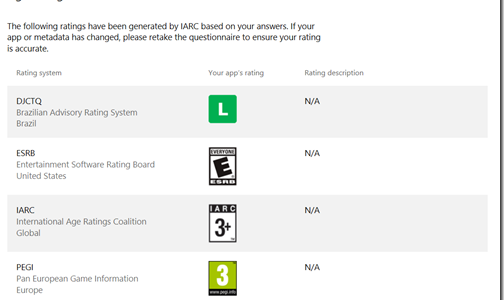 The following ratings have been generated by IARC based on your answers. If your
app or metadata has changed, please retake the questionnaire to ensure your rating
is accurate.
Rating system Your app's rating Rating description
DJCTQ
Brazilian Advisory Rating System
Brazil
L
N/A
ESRB
Entertainment Software Rating Board
United States
EVERYONE
E
ESRB
N/A
IARC
International Age Ratings Coalition
Global
IARC
3+
N/A
PEGI
Pan European Game Information
Europe
3
www.pegi.info
N/A